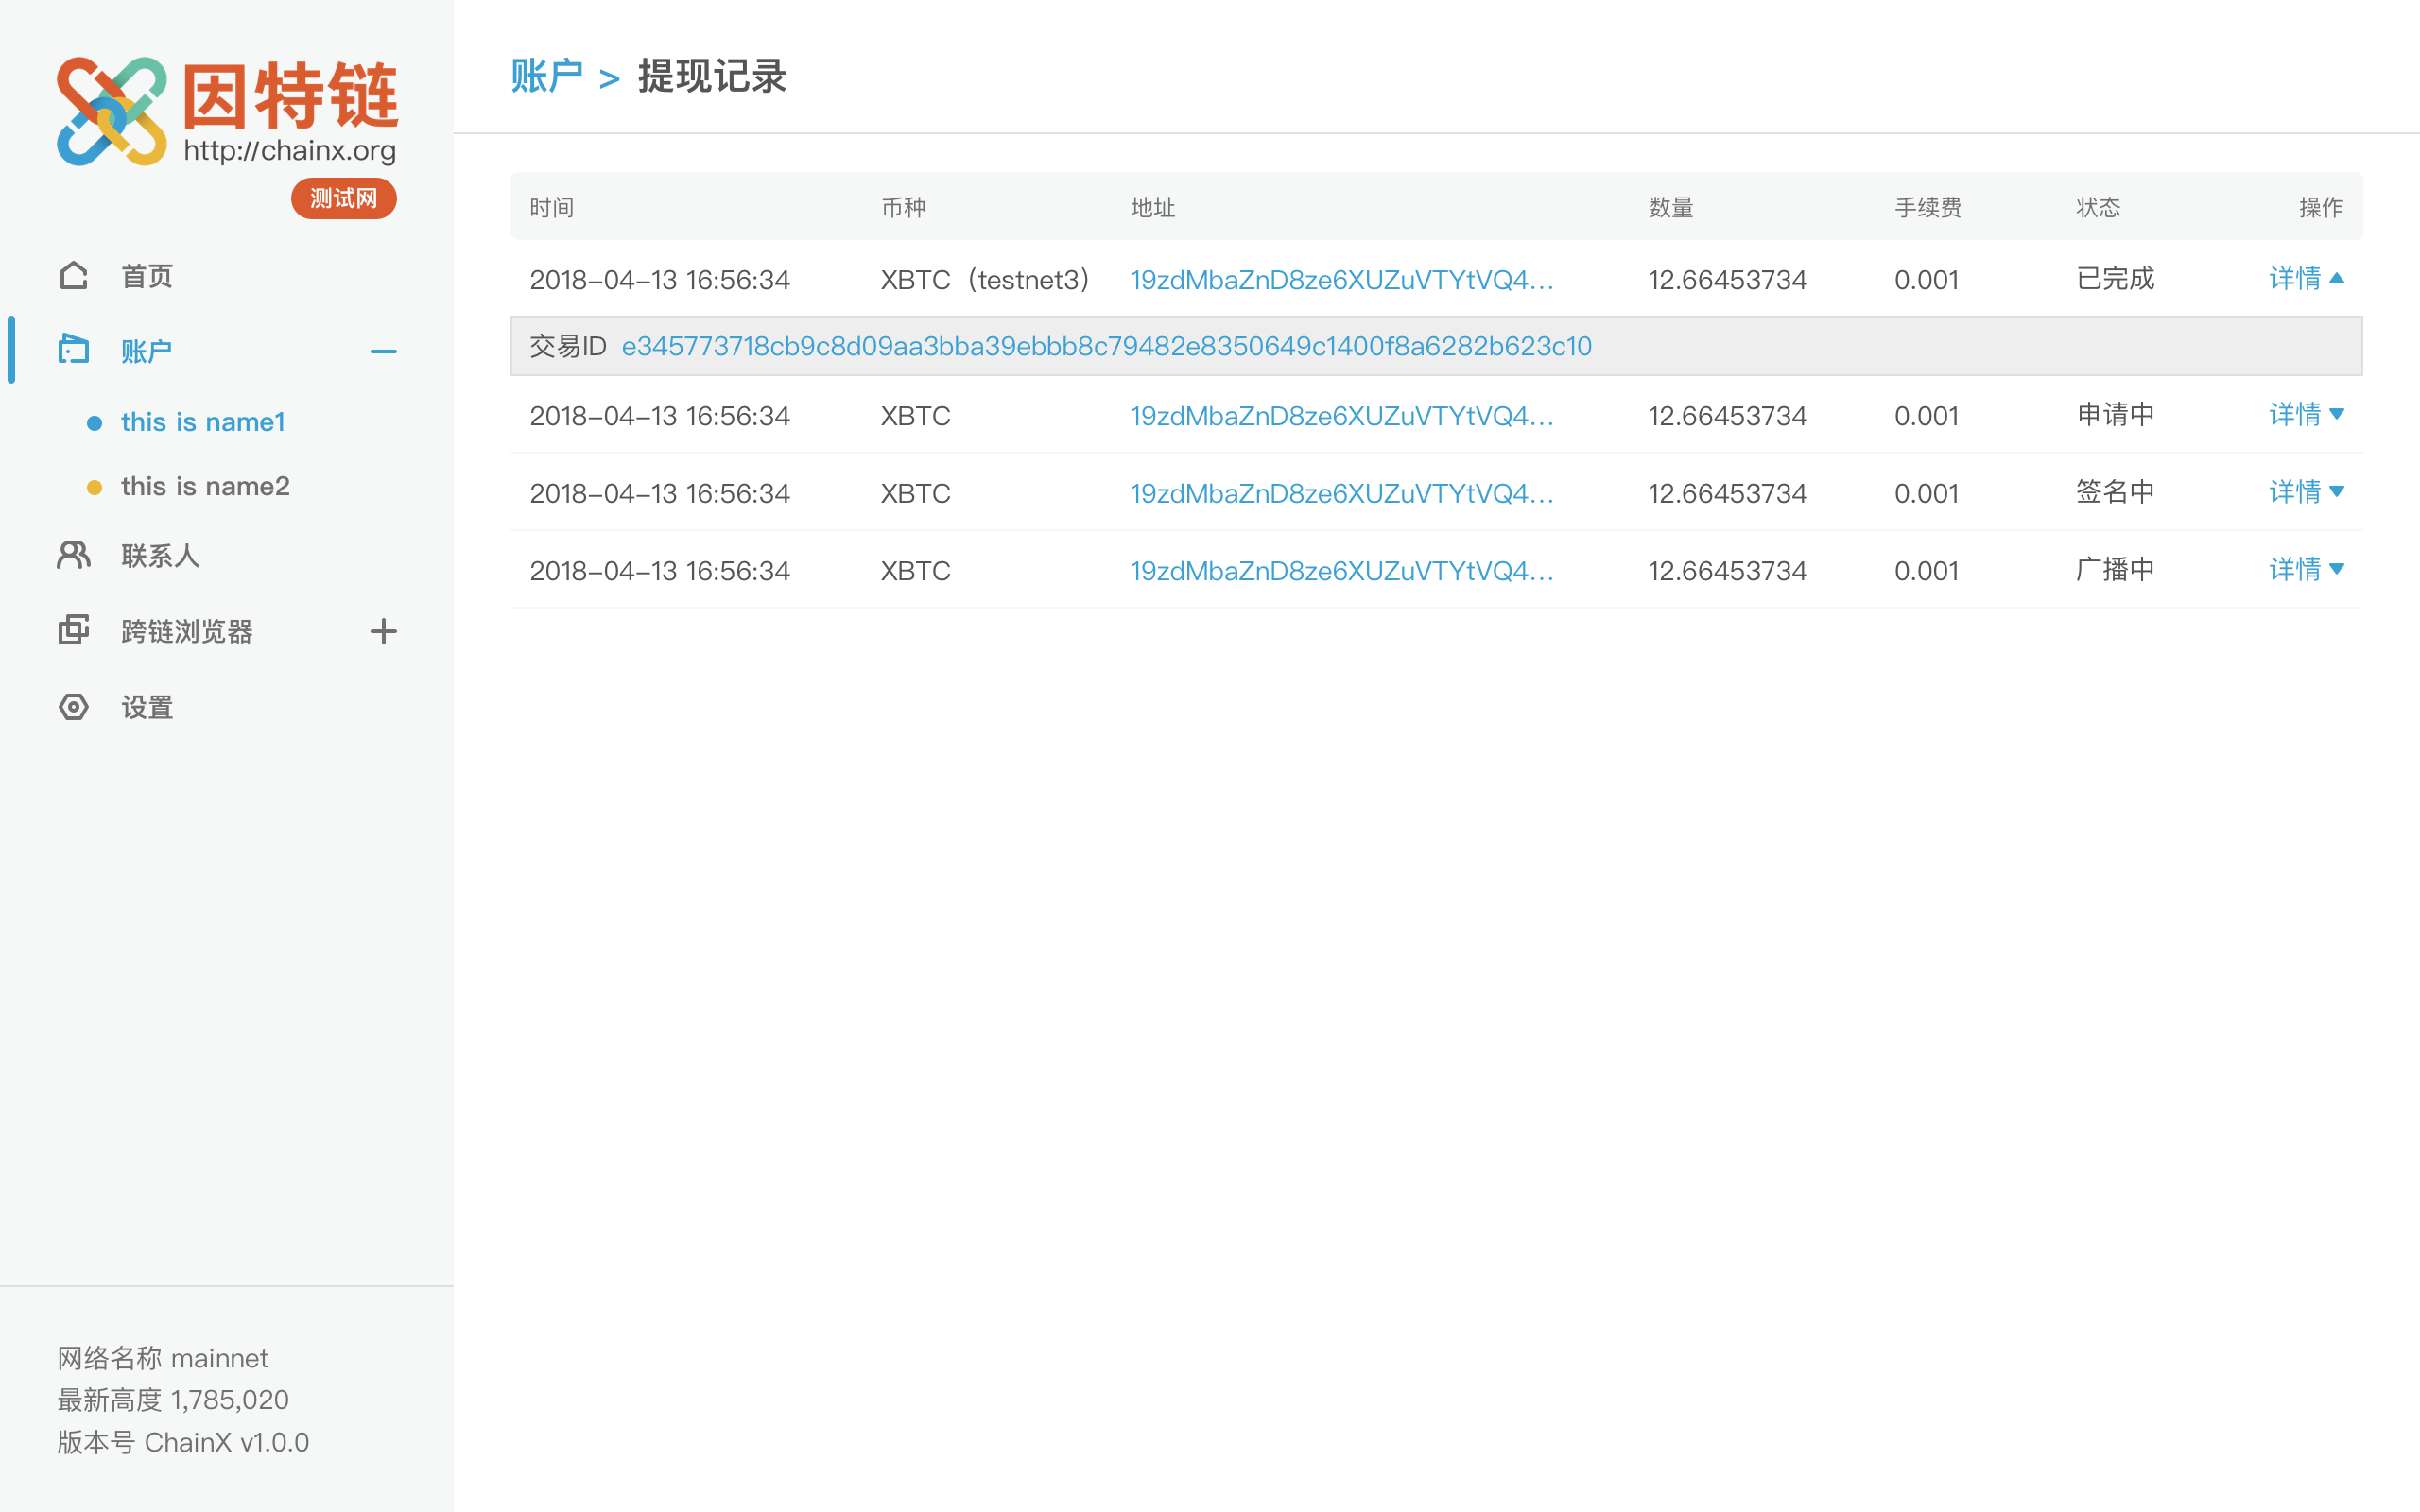 因特链
http://chainx.org
测试网
首页
账户
this is name1
this is name2
联系人
跨链浏览器
设置
网络名称 mainnet
最新高度 1,785,020
版本号 ChainX v1.0.0
账户 > 提现记录
时间 币种 地址 数量 手续费 状态 操作
2018-04-13 16:56:34 XBTC（testnet3） 19zdMbaZnD8ze6XUZuVTYtVQ4... 12.66453734 0.001 已完成 详情
交易ID e345773718cb9c8d09aa3bba39ebbb8c79482e8350649c1400f8a6282b623c10
2018-04-13 16:56:34 XBTC 19zdMbaZnD8ze6XUZuVTYtVQ4... 12.66453734 0.001 申请中 详情
2018-04-13 16:56:34 XBTC 19zdMbaZnD8ze6XUZuVTYtVQ4... 12.66453734 0.001 签名中 详情
2018-04-13 16:56:34 XBTC 19zdMbaZnD8ze6XUZuVTYtVQ4... 12.66453734 0.001 广播中 详情